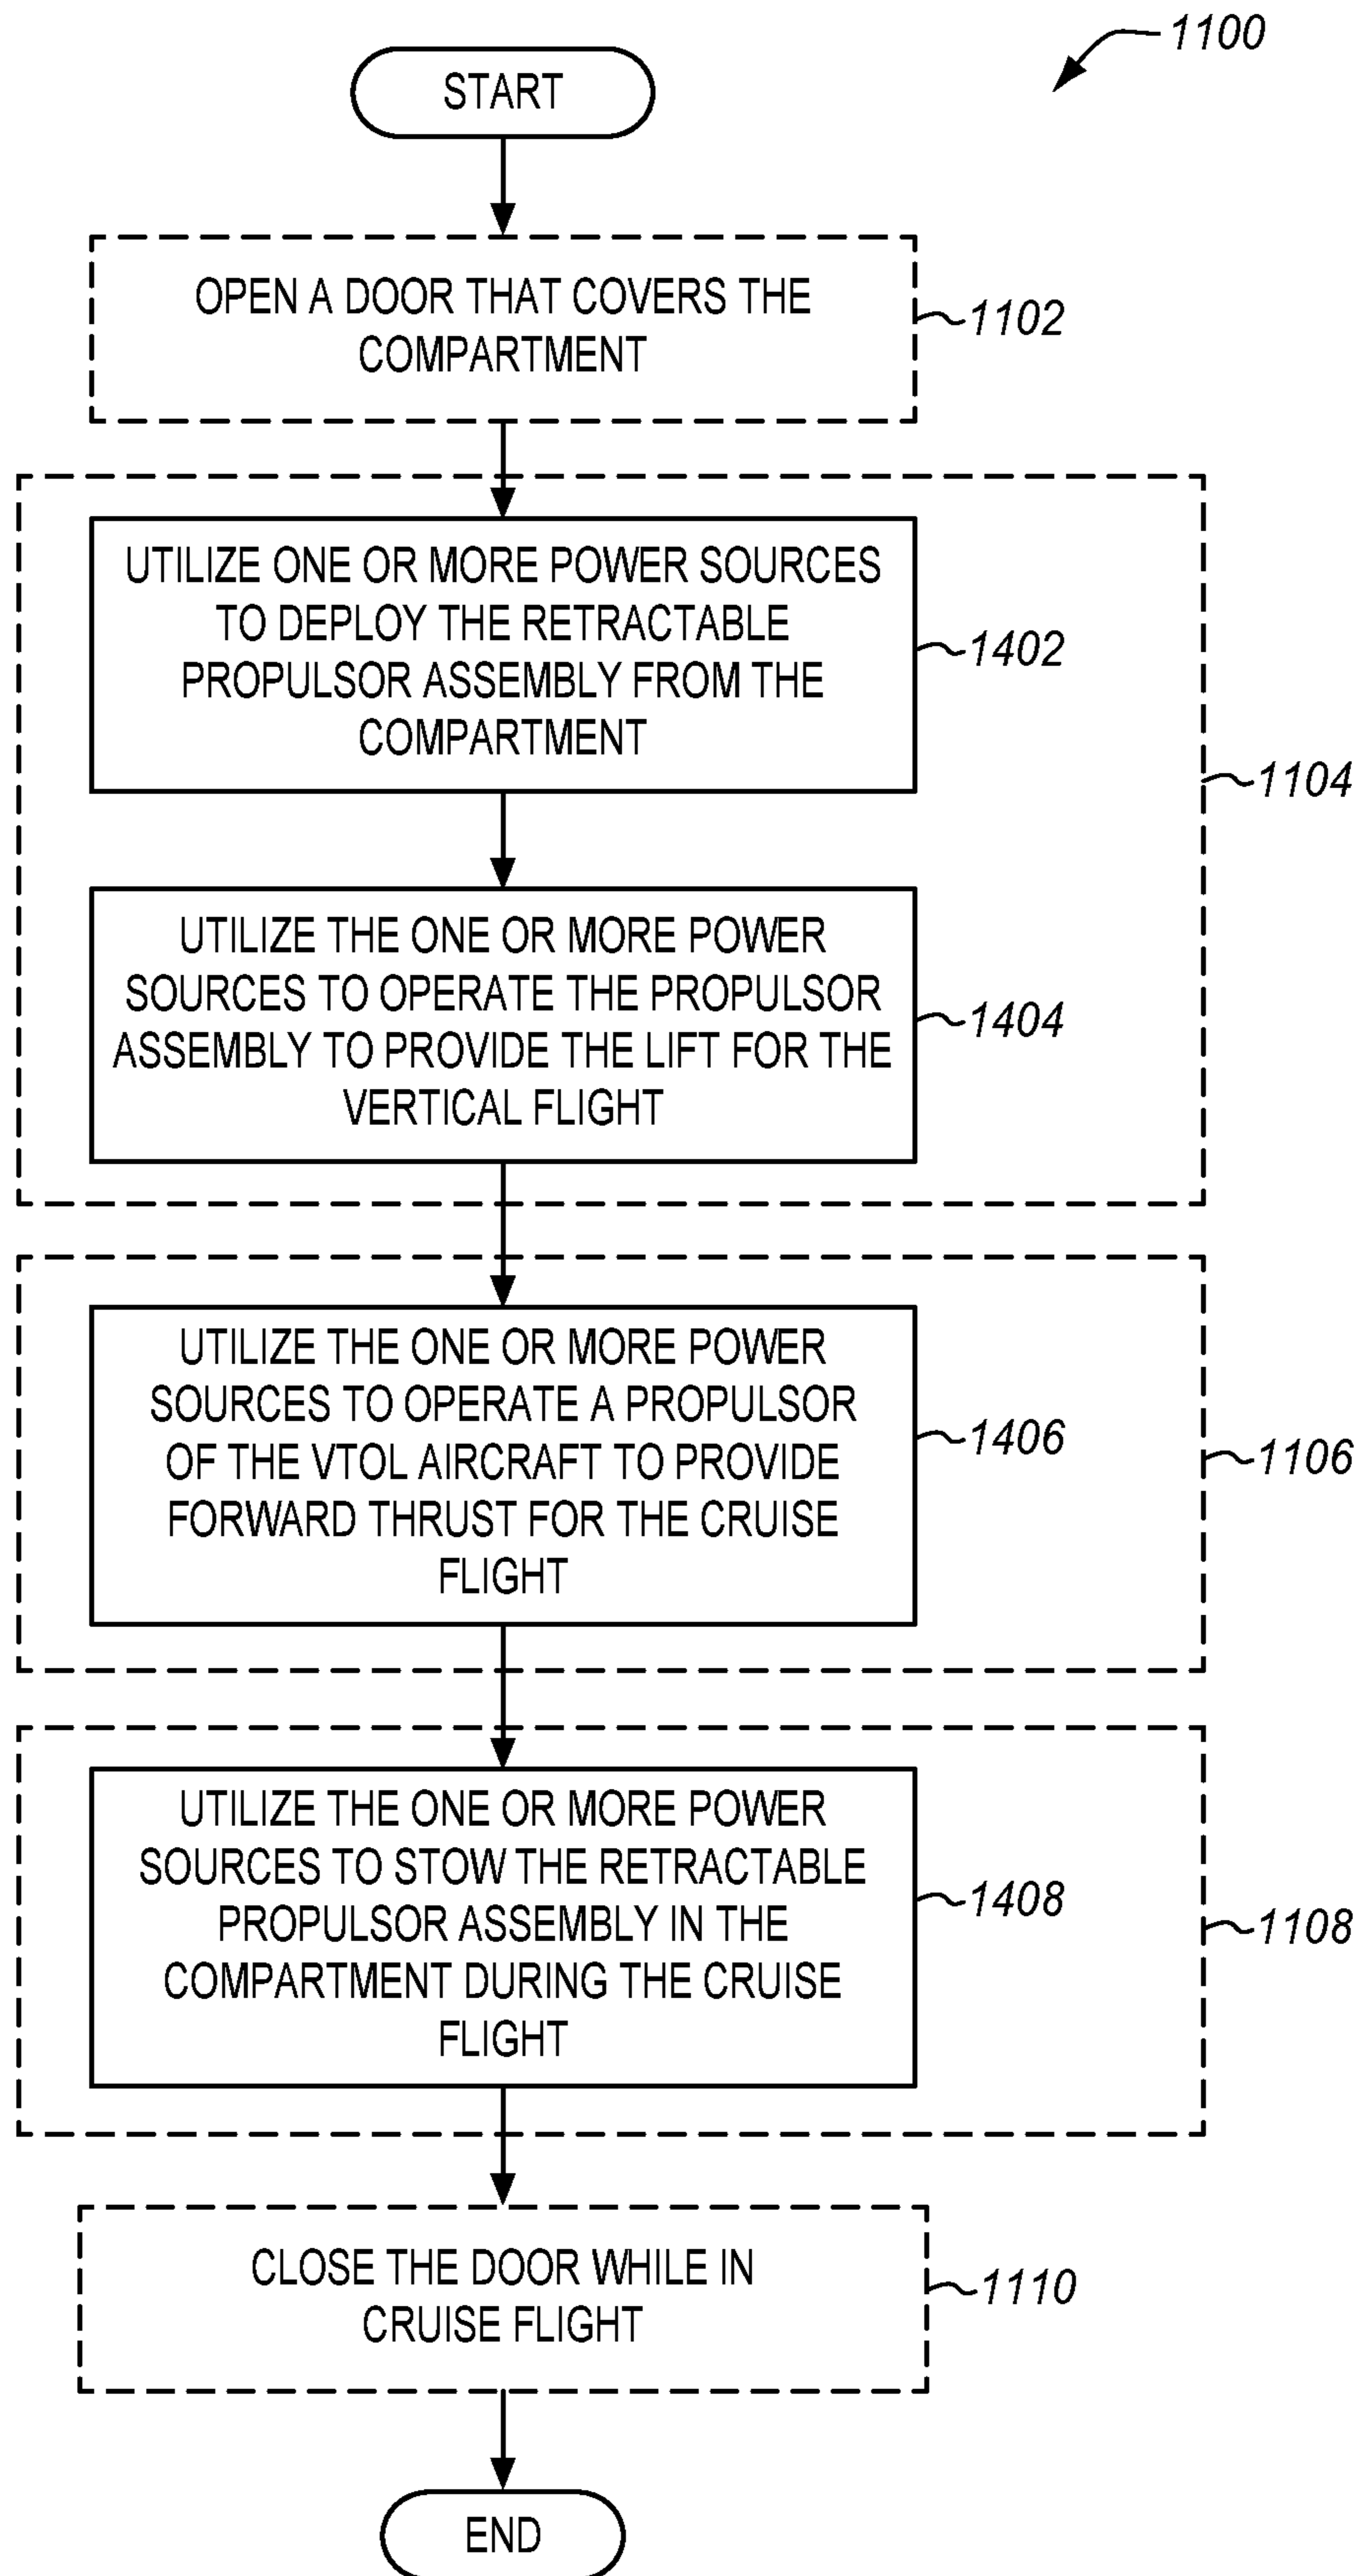 1100
START
OPEN A DOOR THAT COVERS THE
COMPARTMENT
1102
UTILIZE ONE OR MORE POWER SOURCES
TO DEPLOY THE RETRACTABLE
PROPULSOR ASSEMBLY FROM THE
COMPARTMENT
1402
1104
UTILIZE THE ONE OR MORE POWER
SOURCES TO OPERATE THE PROPULSOR
ASSEMBLY TO PROVIDE THE LIFT FOR THE
VERTICAL FLIGHT
1404
UTILIZE THE ONE OR MORE POWER
SOURCES TO OPERATE A PROPULSOR
OF THE VTOL AIRCRAFT TO PROVIDE
FORWARD THRUST FOR THE CRUISE
FLIGHT
1406
1106
UTILIZE THE ONE OR MORE POWER
SOURCES TO STOW THE RETRACTABLE
PROPULSOR ASSEMBLY IN THE
COMPARTMENT DURING THE CRUISE
FLIGHT
1408
1108
CLOSE THE DOOR WHILE IN
CRUISE FLIGHT
1110
END